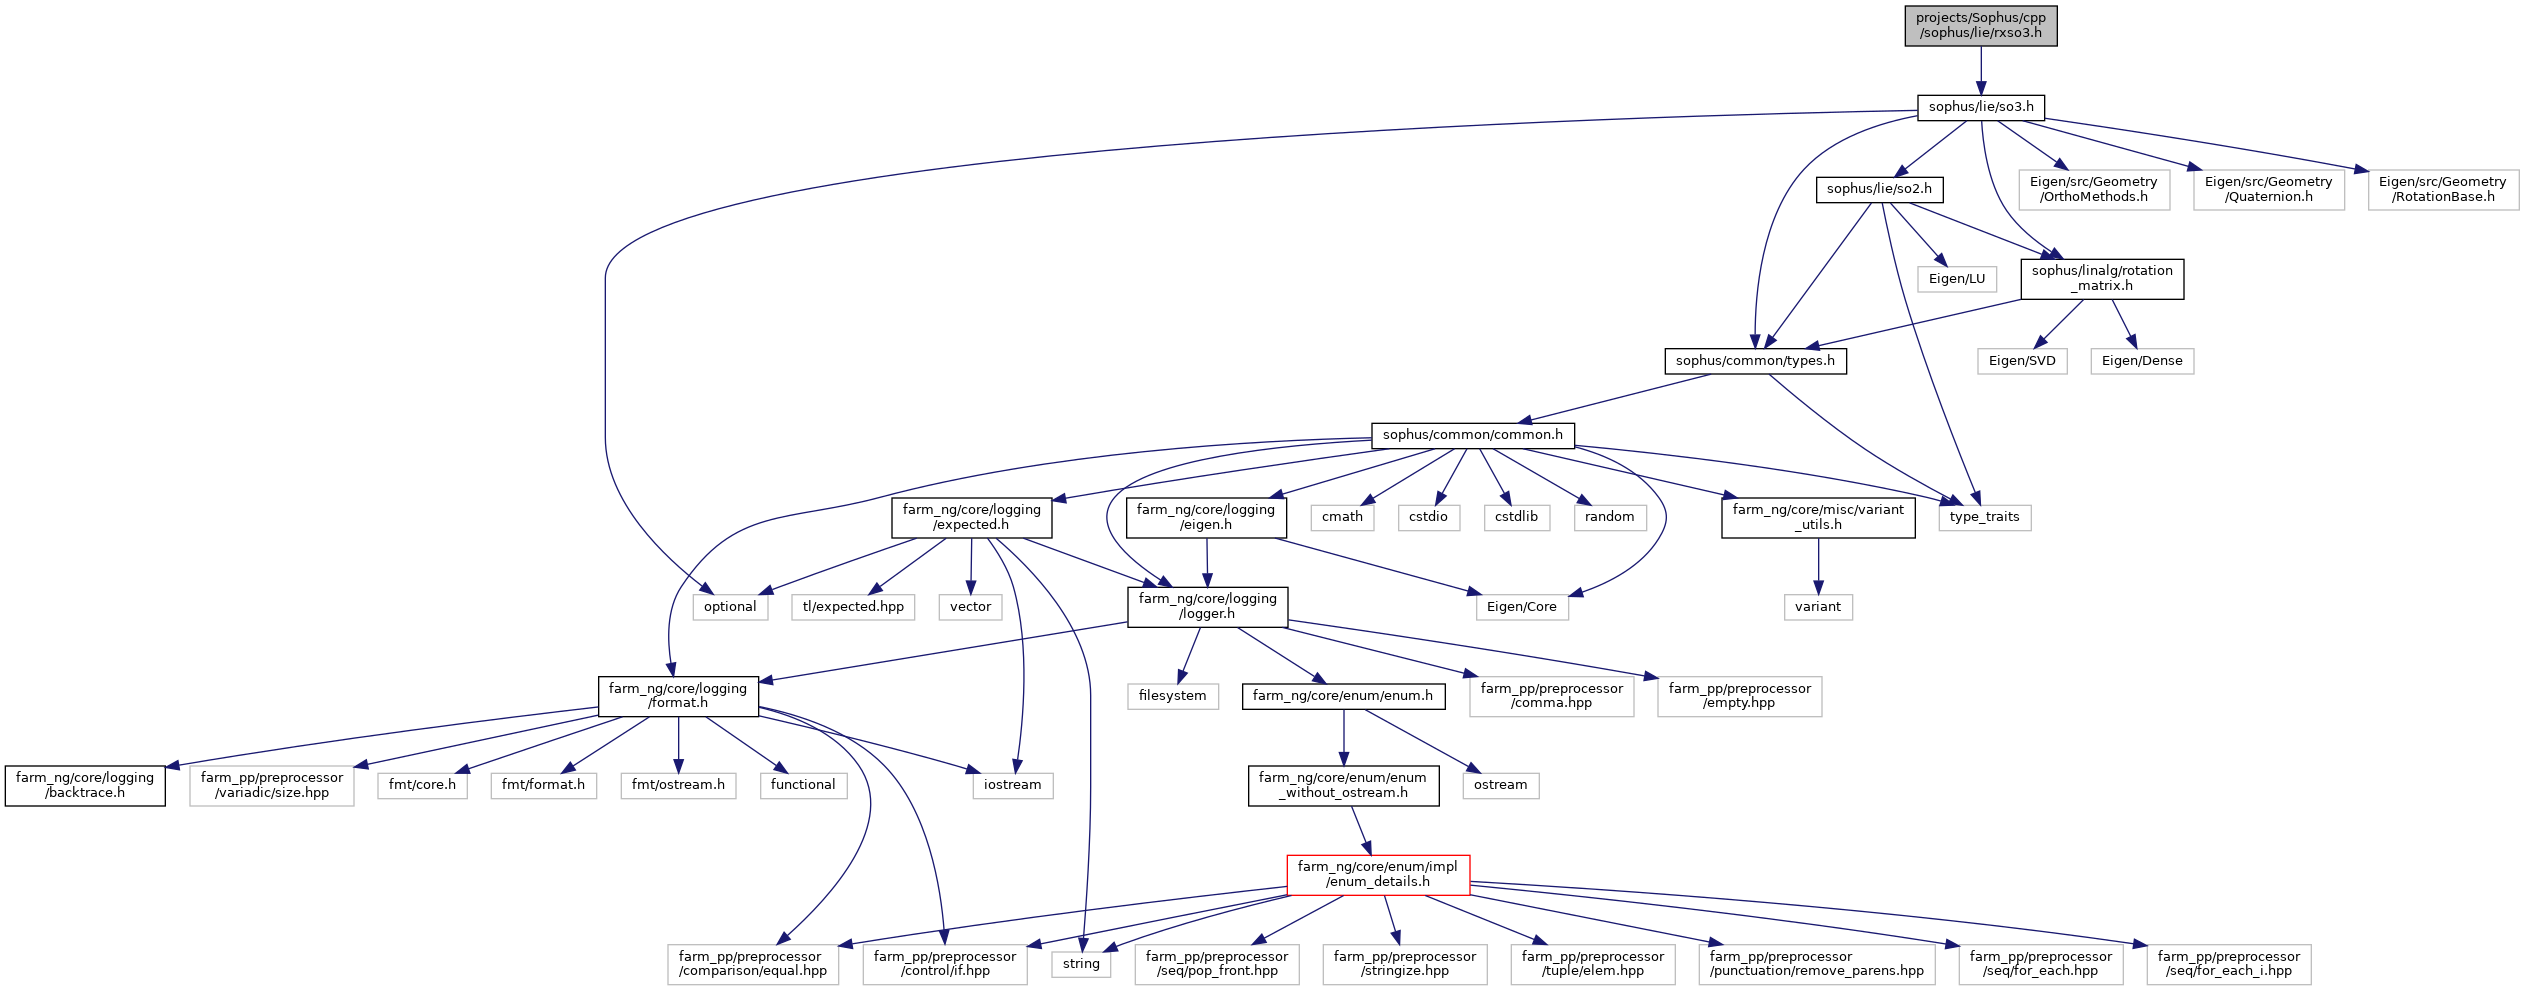 projects/Sophus/cpp
/sophus/lie/rxso3.h
sophus/lie/so3.h
sophus/lie/so2.h
Eigen/src/Geometry
/OrthoMethods.h
Eigen/src/Geometry
/Quaternion.h
Eigen/src/Geometry
/RotationBase.h
Eigen/LU
sophus/linalg/rotation
_matrix.h
sophus/common/types.h
Eigen/SVD
Eigen/Dense
sophus/common/common.h
farm_ng/core/logging
/expected.h
farm_ng/core/logging
/eigen.h
cmath
cstdio
cstdlib
random
farm_ng/core/misc/variant
_utils.h
type_traits
optional
tl/expected.hpp
vector
farm_ng/core/logging
/logger.h
Eigen/Core
variant
farm_ng/core/logging
/format.h
filesystem
farm_ng/core/enum/enum.h
farm_pp/preprocessor
/comma.hpp
farm_pp/preprocessor
/empty.hpp
farm_ng/core/logging
/backtrace.h
farm_pp/preprocessor
/variadic/size.hpp
fmt/core.h
fmt/format.h
fmt/ostream.h
functional
iostream
farm_ng/core/enum/enum
_without_ostream.h
ostream
farm_ng/core/enum/impl
/enum_details.h
farm_pp/preprocessor
/comparison/equal.hpp
farm_pp/preprocessor
/control/if.hpp
string
farm_pp/preprocessor
/seq/pop_front.hpp
farm_pp/preprocessor
/stringize.hpp
farm_pp/preprocessor
/tuple/elem.hpp
farm_pp/preprocessor
/punctuation/remove_parens.hpp
farm_pp/preprocessor
/seq/for_each.hpp
farm_pp/preprocessor
/seq/for_each_i.hpp